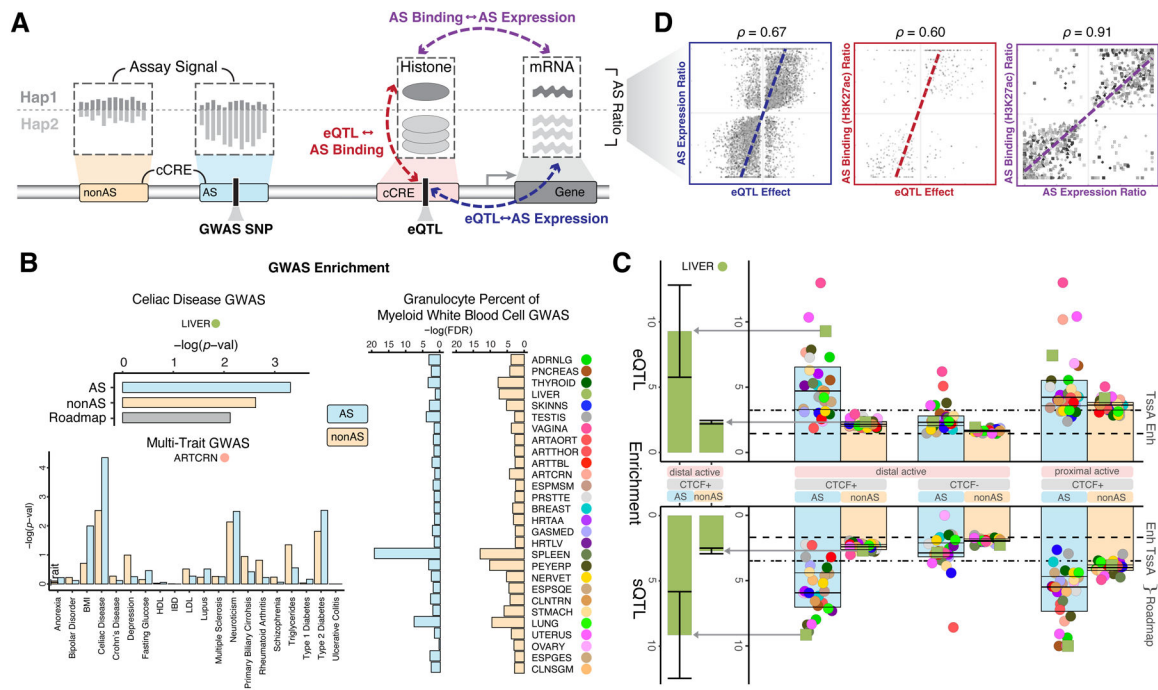 A
AS Binding ↔ AS Expression
Assay Signal
Histone
mRNA
Hap1
Hap2
AS Ratio
eQTL ↔
AS Binding
cCRE
nonAS
AS
cCRE
Gene
GWAS SNP
eQTL
eQTL↔AS Expression
D
ρ = 0.67
ρ = 0.60
ρ = 0.91
AS Expression Ratio
AS Binding (H3K27ac) Ratio
AS Binding (H3K27ac) Ratio
eQTL Effect
eQTL Effect
AS Expression Ratio
B
GWAS Enrichment
Celiac Disease GWAS
LIVER
−log(p−val)
0 1 2 3
AS
nonAS
Roadmap
AS
nonAS
Multi-Trait GWAS
ARTCRN
−log(p−val)
0 1 2 3 4
Trait
Anorexia
Bipolar Disorder
BMI
Celiac Disease
Crohn's Disease
Depression
Fasting Glucose
HDL
IBD
LDL
Lupus
Multiple Sclerosis
Neuroticism
Primary Biliary Cirrohsis
Rheumatoid Arthritis
Schizophrenia
Triglycerides
Type 1 Diabetes
Type 2 Diabetes
Ulcerative Colitis
Granulocyte Percent of
Myeloid White Blood Cell GWAS
−log(FDR)
20 15 10 5 0
20 15 10 5 0
ADRNLG
PNCREAS
THYROID
LIVER
SKINNS
TESTIS
VAGINA
ARTAORT
ARTTHOR
ARTTBL
ARTCRN
ESPMSM
PRSTTE
BREAST
HRTAA
GASMED
HRTLV
SPLEEN
PEYERP
NERVET
ESPSQE
CLNTRN
STMACH
LUNG
UTERUS
OVARY
ESPGES
CLNSGM
C
LIVER
eQTL
Enrichment
sQTL
0 5 10
0 5 10
0 5 10
0 5 10
distal active
CTCF+
AS nonAS
distal active
CTCF+ CTCF-
AS nonAS AS nonAS
proximal active
CTCF+
AS nonAS
TssA Enh
Enh TssA
} Roadmap